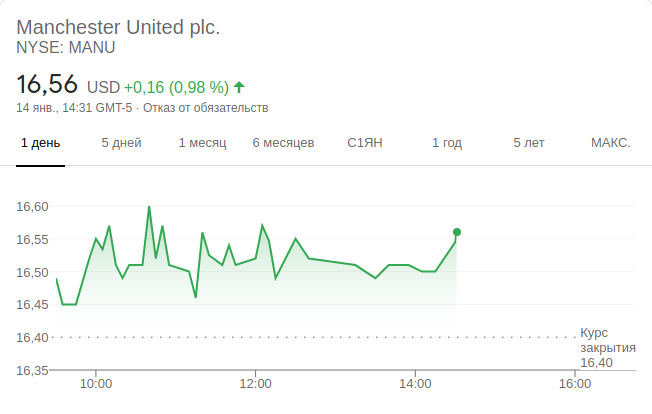 Manchester United plc.
NYSE: MANU
16,56 USD +0,16 (0,98 %)
14 янв., 14:31 GMT-5 · Отказ от обязательств
1 день 5 дней 1 месяц 6 месяцев С1ЯН 1 год 5 лет МАКС.
16,60
16,55
16,50
16,45
16,40
Курс
закрытия
16,40
16,35
10:00 12:00 14:00 16:00